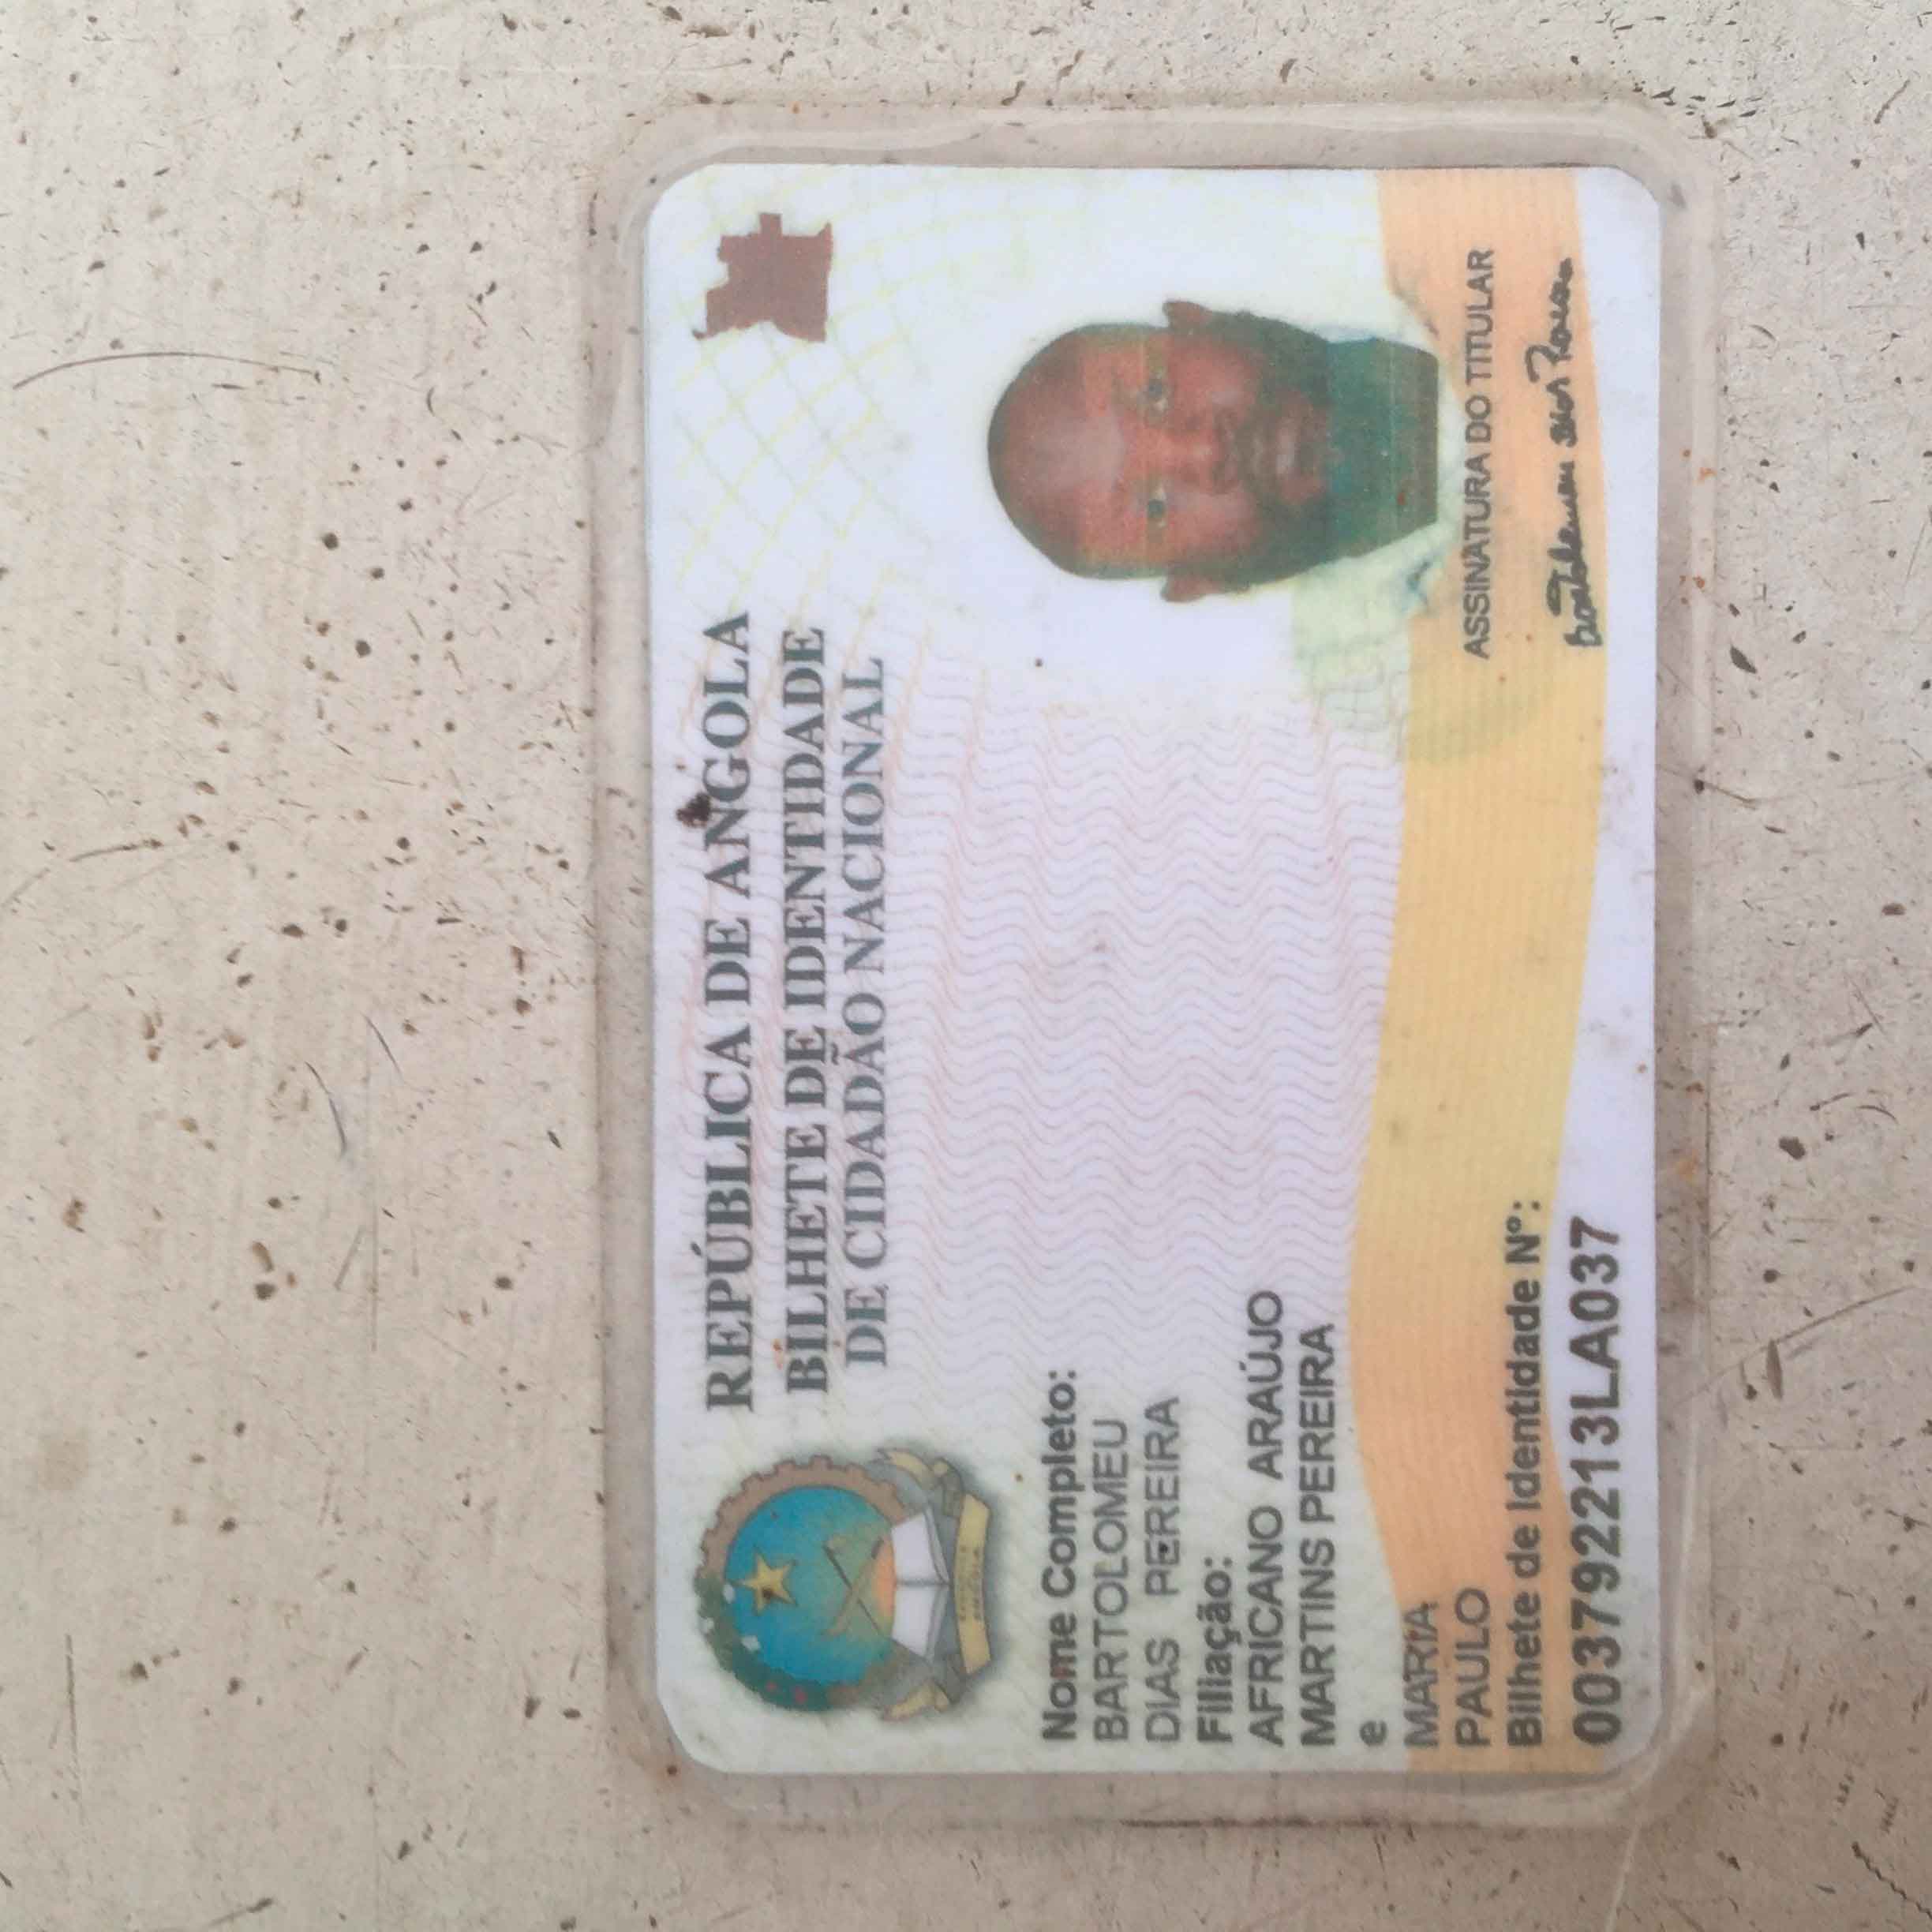 REPÚBLICA DE ANGOLA
BILHETE DE IDENTIDADE
DE CIDADÃO NACIONAL
ANGOLA
Nome Completo:
BARTOLOMEU
DIAS PEREIRA
Filiação:
AFRICANO ARAÚJO
MARTINS PEREIRA
e
MARIA
PAULO
Bilhete de Identidade Nº:
003792213LA037
ASSINATURA DO TITULAR
Bartolomeu Dias Pereira